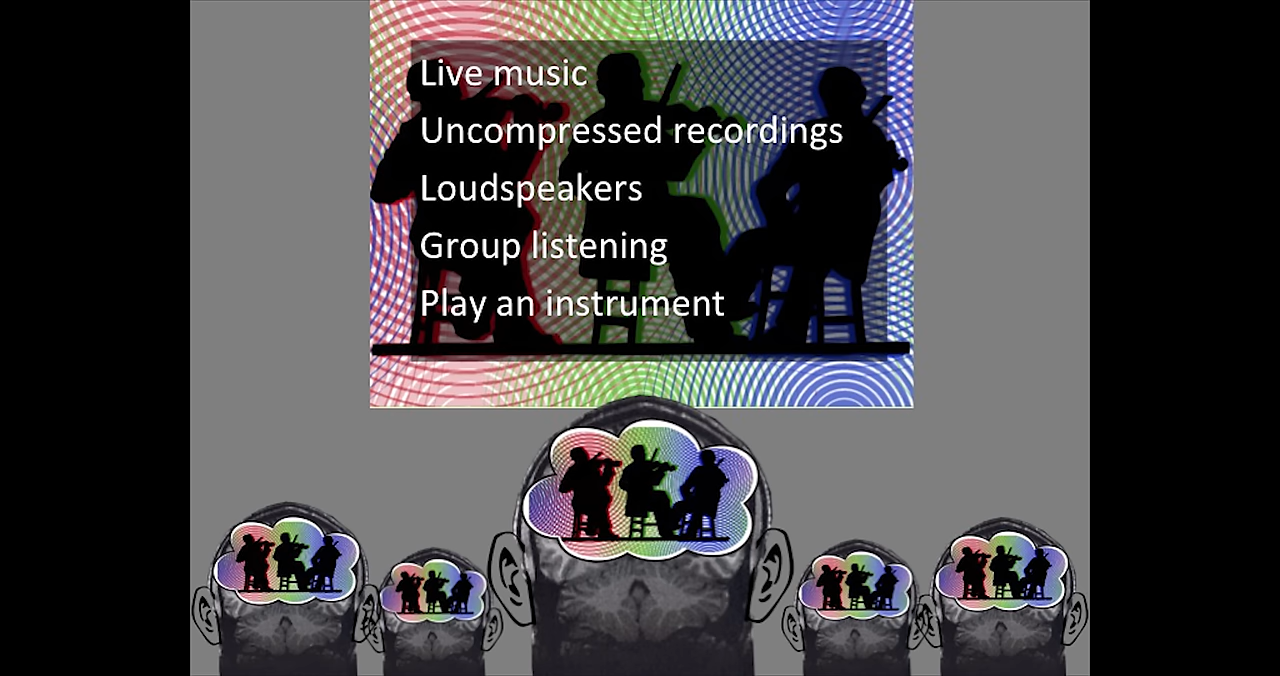 Live music
Uncompressed recordings
Loudspeakers
Group listening
Play an instrument